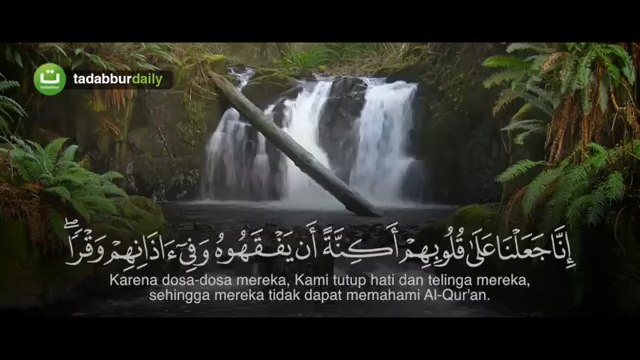 tadabburdaily
إِنَّا جَعَلْنَا عَلَىٰ قُلُوبِهِمْ أَكِنَّةً أَن يَفْقَهُوهُ وَفِىٓ ءَاذَانِهِمْ وَقْرًا ۖ
Karena dosa-dosa mereka, Kami tutup hati dan telinga mereka,
sehingga mereka tidak dapat memahami Al-Qur'an.